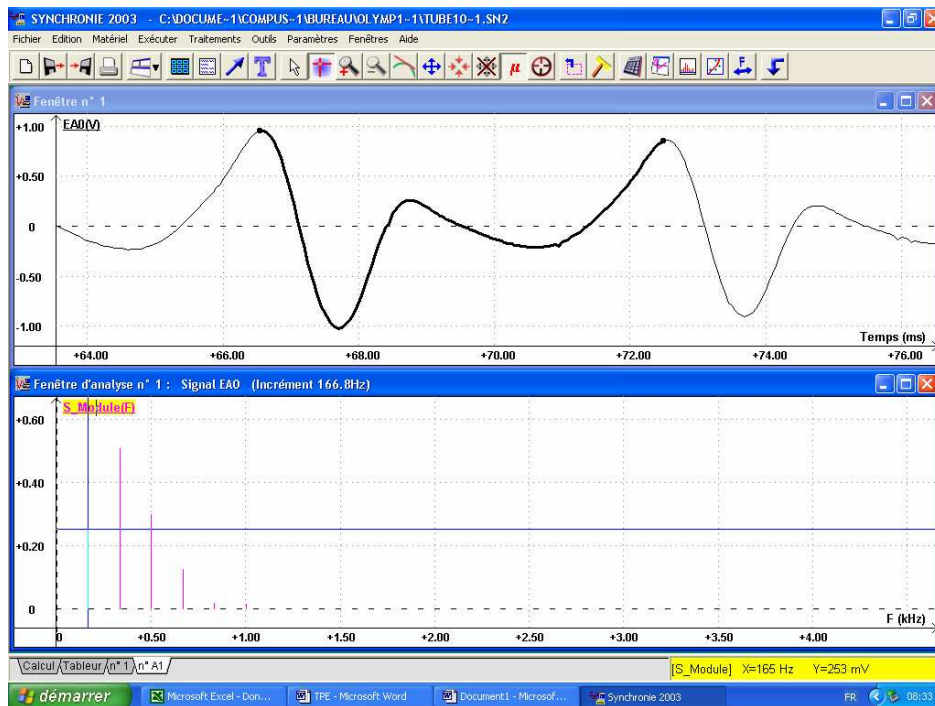 SYNCHRONIE 2003 - C:\DOCUME~1\COMPUS~1\BUREAU\OLYMP1~1\TUBE10~1.SN2
Fichier Edition Matériel Exécuter Traitements Outils Paramètres Fenêtres Aide
Fenêtre n° 1
+1.00 EA0(V)
+0.50
0
-0.50
-1.00
Temps (ms)
+64.00 +66.00 +68.00 +70.00 +72.00 +74.00 +76.00
Fenêtre d'analyse n° 1 : Signal EA0 (Incrément 166.8Hz)
S_Module(F)
+0.60
+0.40
+0.20
0
F (kHz)
0 +0.50 +1.00 +1.50 +2.00 +2.50 +3.00 +3.50 +4.00
Calcul Tableur n° 1 n° A1
[S_Module] X=165 Hz Y=253 mV
démarrer Microsoft Excel - Don... TPE - Microsoft Word Document1 - Microsof... Synchronie 2003 FR 08:33